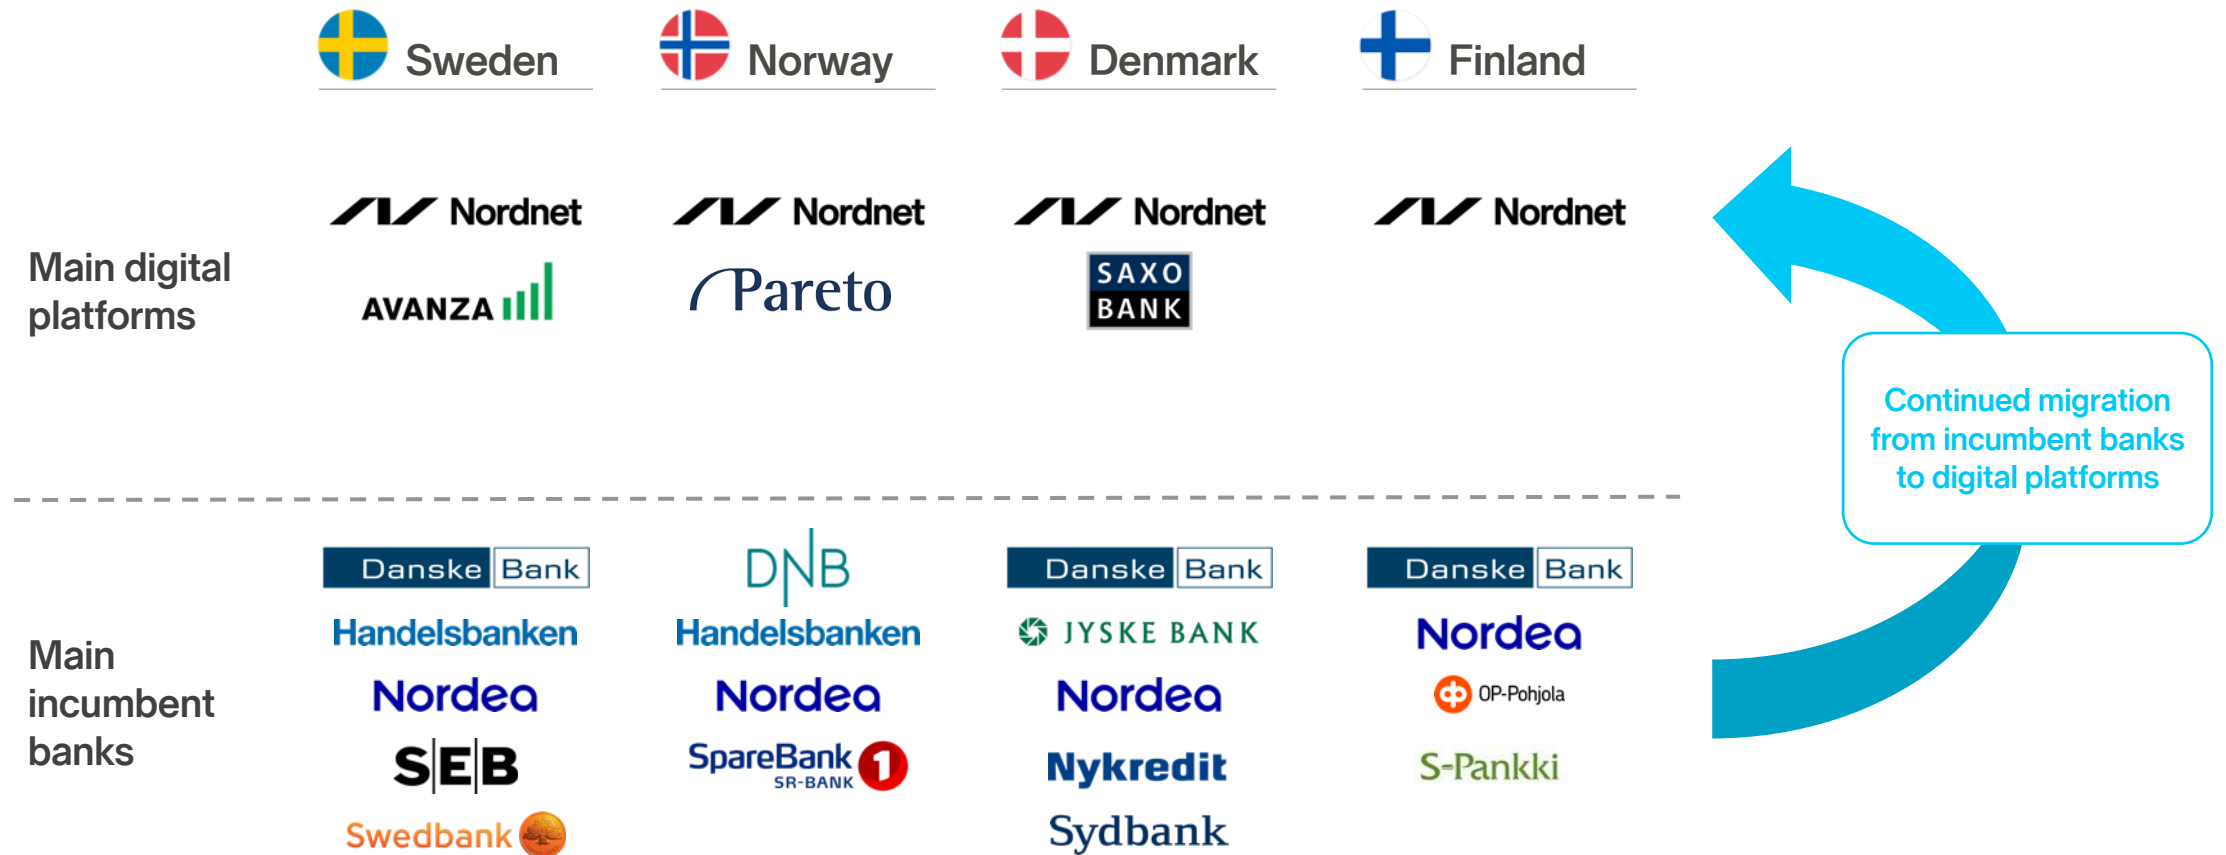 Sweden
Norway
Denmark
Finland
Main digital
platforms
Nordnet
Nordnet
Nordnet
Nordnet
AVANZA
Pareto
SAXO
BANK
Continued migration
from incumbent banks
to digital platforms
Main
incumbent
banks
Danske Bank
DNB
Danske Bank
Danske Bank
Handelsbanken
Handelsbanken
JYSKE BANK
Nordea
Nordea
Nordea
Nordea
OP-Pohjola
SEB
SpareBank 1
SR-BANK
Nykredit
S-Pankki
Swedbank
Sydbank